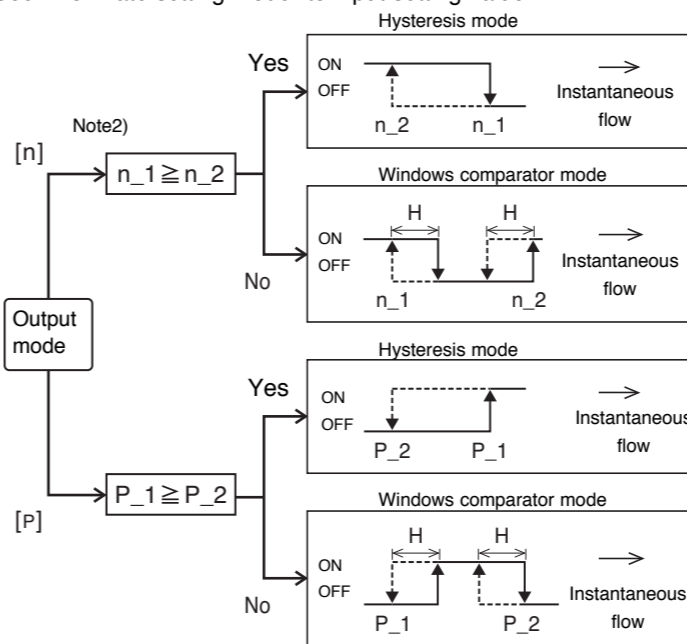 Hysteresis mode
Yes
ON
OFF
n_2
n_1
Instantaneous
flow
Note2)
[n]
n_1≧n_2
Windows comparator mode
H
H
ON
OFF
No
n_1
n_2
Instantaneous
flow
Output
mode
Hysteresis mode
Yes
ON
OFF
P_2
P_1
Instantaneous
flow
P_1≧P_2
[P]
Windows comparator mode
H
H
ON
OFF
No
P_1
P_2
Instantaneous
flow